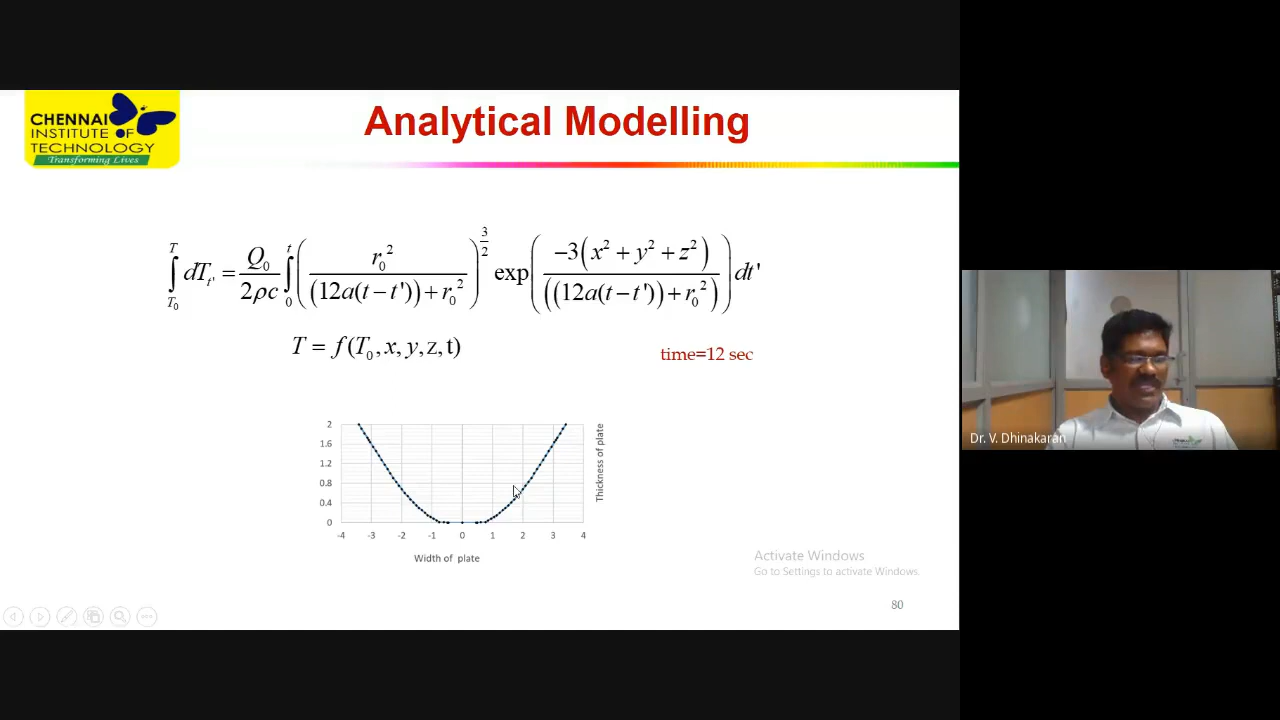 CHENNAI
INSTITUTE OF
TECHNOLOGY
Transforming Lives
Analytical Modelling
∫_{T₀}^{T} dT_{t'} = Q₀/2ρc ∫_{0}^{t} ( r₀² / (12a(t − t')) + r₀² )^{3/2} exp( −3(x² + y² + z²) / ((12a(t − t')) + r₀²) ) dt'
T = f(T₀, x, y, z, t)
time=12 sec
2
1.6
1.2
0.8
0.4
0
-4 -3 -2 -1 0 1 2 3 4
Width of plate
Thickness of plate
Activate Windows
Go to Settings to activate Windows.
80
Dr. V. Dhinakaran